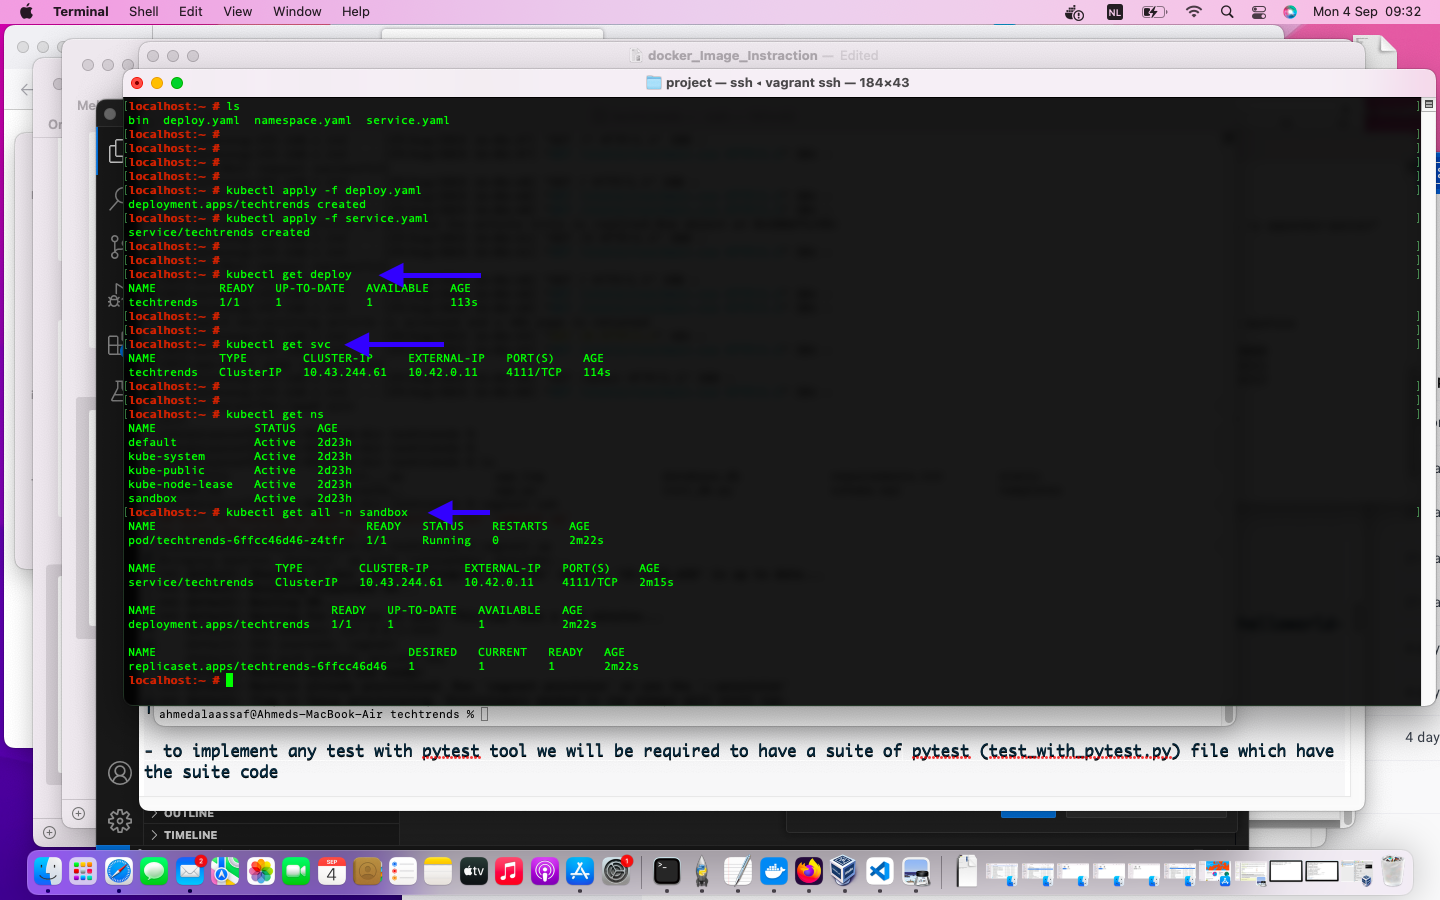 Terminal Shell Edit View Window Help NL Mon 4 Sep 09:32
docker_Image_Instraction — Edited
project — ssh ◂ vagrant ssh — 184×43
localhost:~ # ls
bin deploy.yaml namespace.yaml service.yaml
localhost:~ #
localhost:~ #
localhost:~ #
localhost:~ #
localhost:~ # kubectl apply -f deploy.yaml
deployment.apps/techtrends created
localhost:~ # kubectl apply -f service.yaml
service/techtrends created
localhost:~ #
localhost:~ #
localhost:~ # kubectl get deploy
NAME READY UP-TO-DATE AVAILABLE AGE
techtrends 1/1 1 1 113s
localhost:~ #
localhost:~ #
localhost:~ # kubectl get svc
NAME TYPE CLUSTER-IP EXTERNAL-IP PORT(S) AGE
techtrends ClusterIP 10.43.244.61 10.42.0.11 4111/TCP 114s
localhost:~ #
localhost:~ #
localhost:~ # kubectl get ns
NAME STATUS AGE
default Active 2d23h
kube-system Active 2d23h
kube-public Active 2d23h
kube-node-lease Active 2d23h
sandbox Active 2d23h
localhost:~ # kubectl get all -n sandbox
NAME READY STATUS RESTARTS AGE
pod/techtrends-6ffcc46d46-z4tfr 1/1 Running 0 2m22s
NAME TYPE CLUSTER-IP EXTERNAL-IP PORT(S) AGE
service/techtrends ClusterIP 10.43.244.61 10.42.0.11 4111/TCP 2m15s
NAME READY UP-TO-DATE AVAILABLE AGE
deployment.apps/techtrends 1/1 1 1 2m22s
NAME DESIRED CURRENT READY AGE
replicaset.apps/techtrends-6ffcc46d46 1 1 1 2m22s
localhost:~ #
ahmedalaassaf@Ahmeds-MacBook-Air techtrends %
- to implement any test with pytest tool we will be required to have a suite of pytest (test_with_pytest.py) file which have
the suite code
4 day
OUTLINE
TIMELINE
2
SEP
4
tv
1